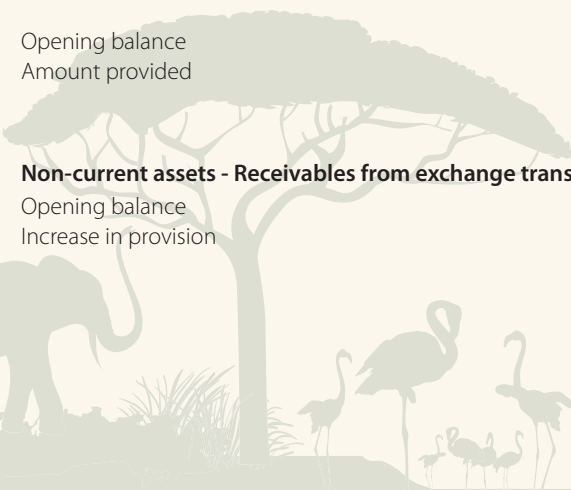 Opening balance
Amount provided
Non-current assets - Receivables from exchange trans
Opening balance
Increase in provision